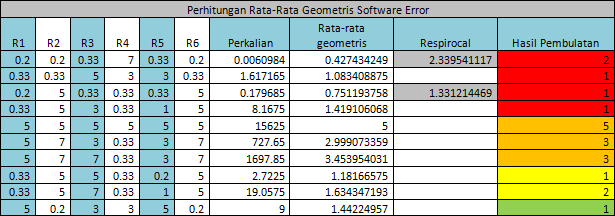 Perhitungan Rata-Rata Geometris Software Error
R1 R2 R3 R4 R5 R6 Perkalian Rata-rata geometris Respirocal Hasil Pembulatan
0.2 0.2 0.33 7 0.33 0.2 0.0060984 0.427434249 2.339541117 2
0.33 0.33 5 3 3 0.33 1.617165 1.083408875 1
0.2 5 0.33 0.33 0.33 5 0.179685 0.751193758 1.331214469 1
0.33 5 3 0.33 1 5 8.1675 1.419106068 1
5 5 5 5 5 5 15625 5 5
5 7 3 0.33 3 7 727.65 2.999073359 3
5 7 7 0.33 3 7 1697.85 3.453954031 3
0.33 5 5 0.33 0.2 5 2.7225 1.18166575 1
0.33 5 7 0.33 1 5 19.0575 1.634347193 2
5 0.2 3 3 5 0.2 9 1.44224957 1